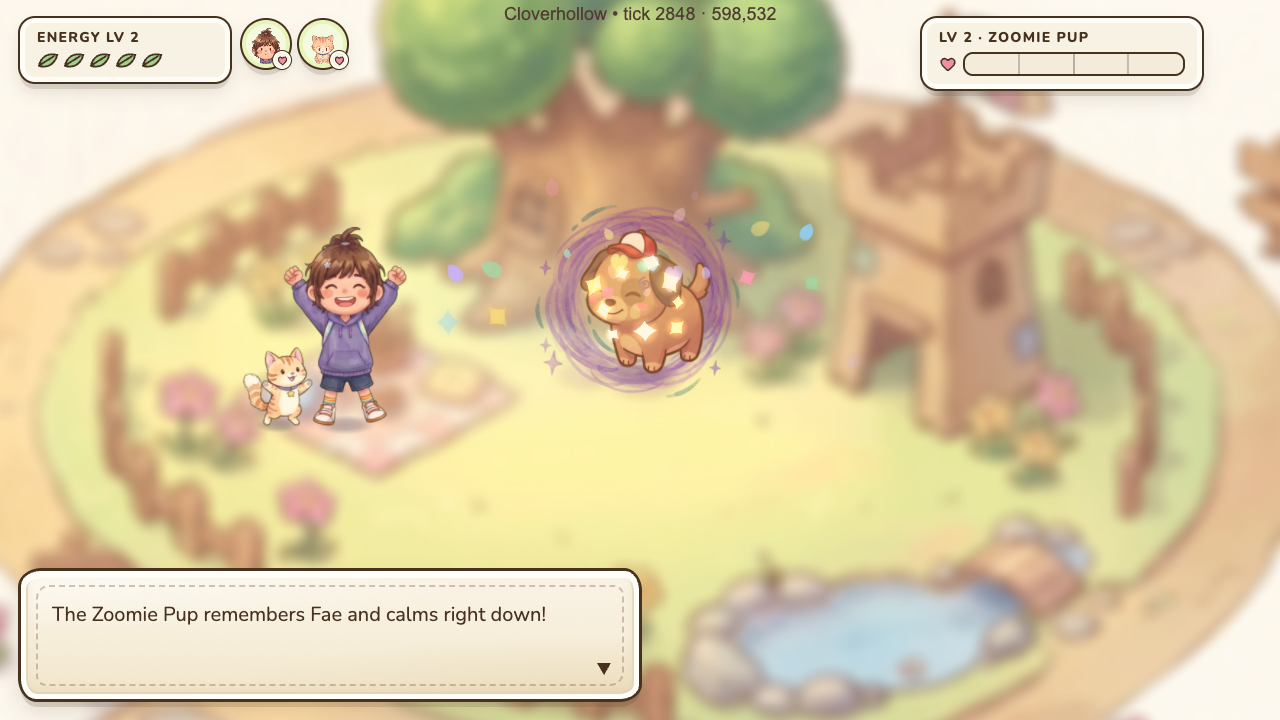 Cloverhollow • tick 2848 · 598,532
ENERGY LV 2
LV 2 · ZOOMIE PUP
The Zoomie Pup remembers Fae and calms right down!